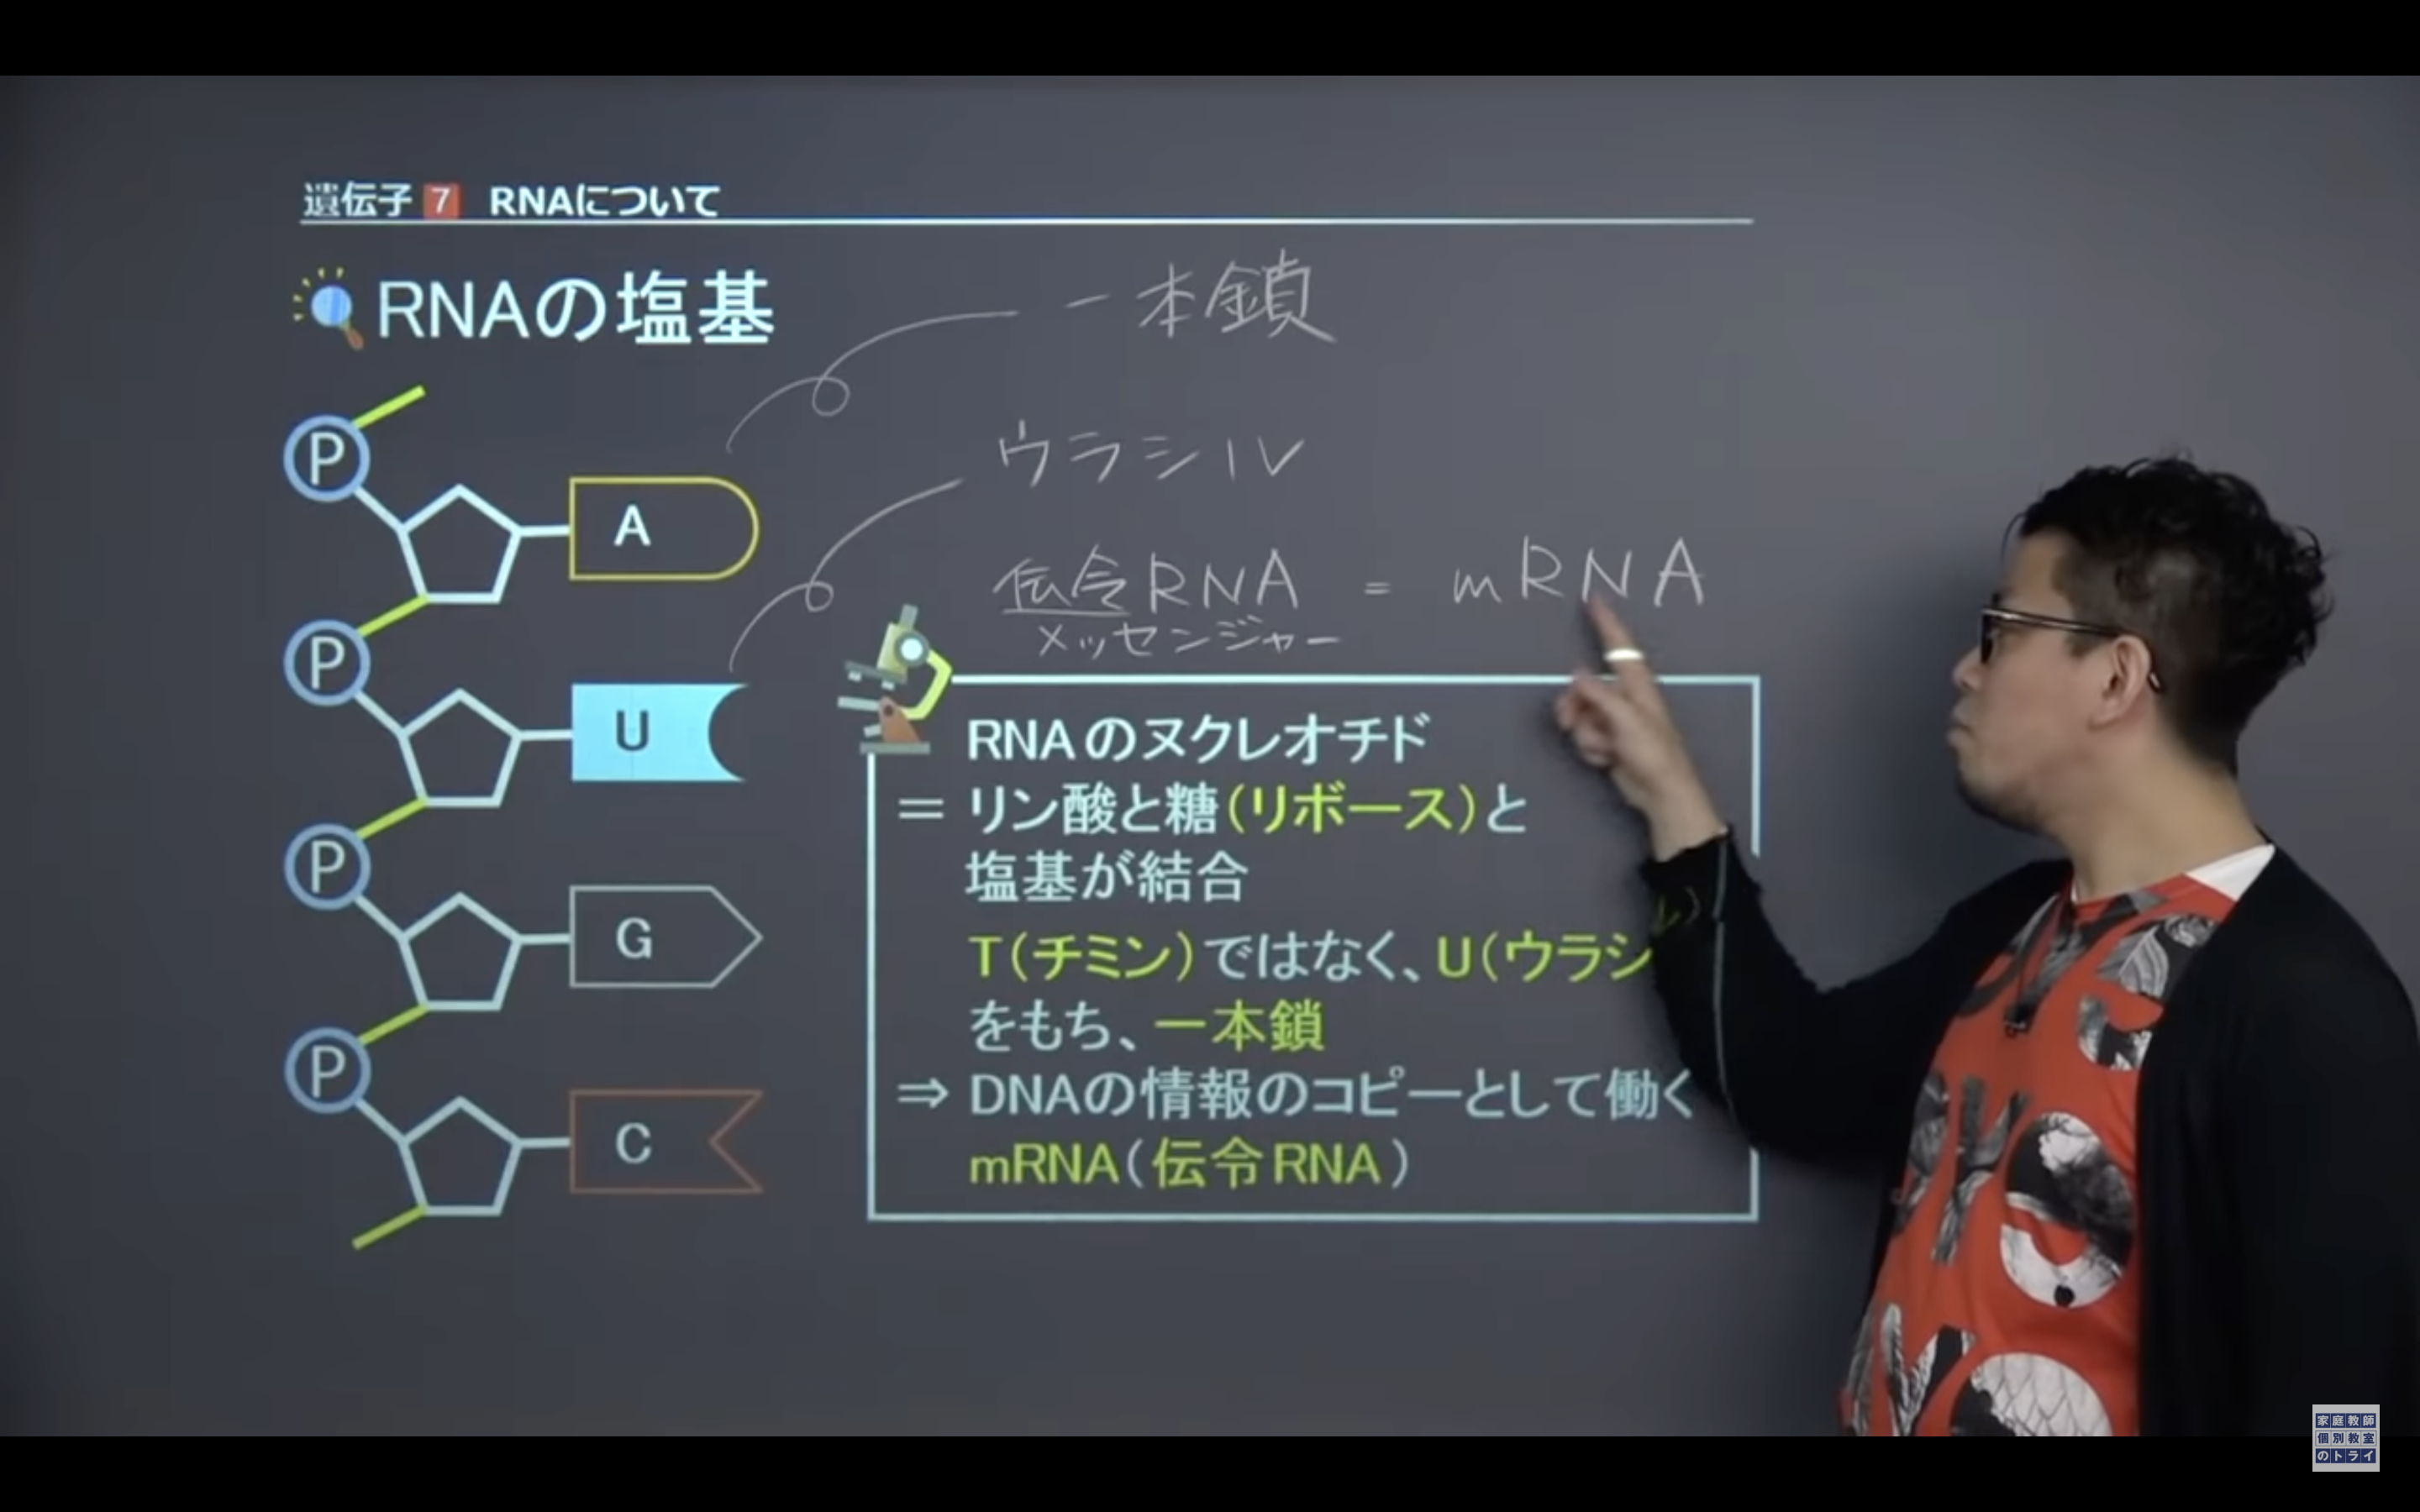 遺伝子 7 RNAについて
RNAの塩基
一本鎖
ウラシル
伝令RNA = mRNA
メッセンジャー
P
A
P
U
P
G
P
C
RNAのヌクレオチド
＝ リン酸と糖（リボース）と
塩基が結合
T（チミン）ではなく、U（ウラシ
をもち、一本鎖
⇒ DNAの情報のコピーとして働く
mRNA（伝令RNA）
家庭教師
個別教室
のトライ